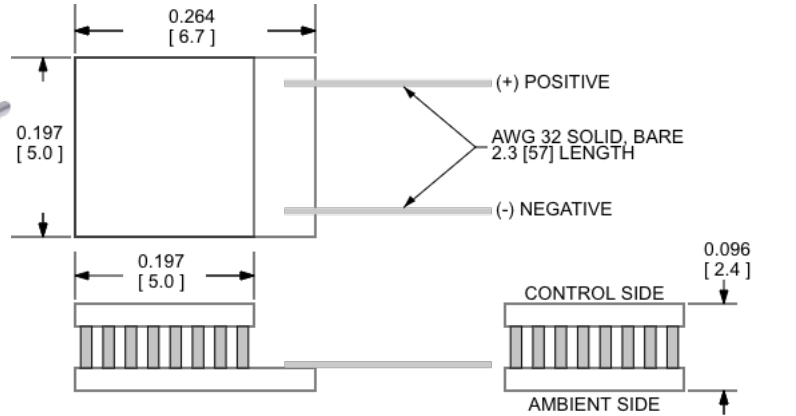 0.264
[ 6.7 ]
(+) POSITIVE
0.197
[ 5.0 ]
AWG 32 SOLID, BARE
2.3 [57] LENGTH
(-) NEGATIVE
0.197
[ 5.0 ]
0.096
[ 2.4 ]
CONTROL SIDE
AMBIENT SIDE